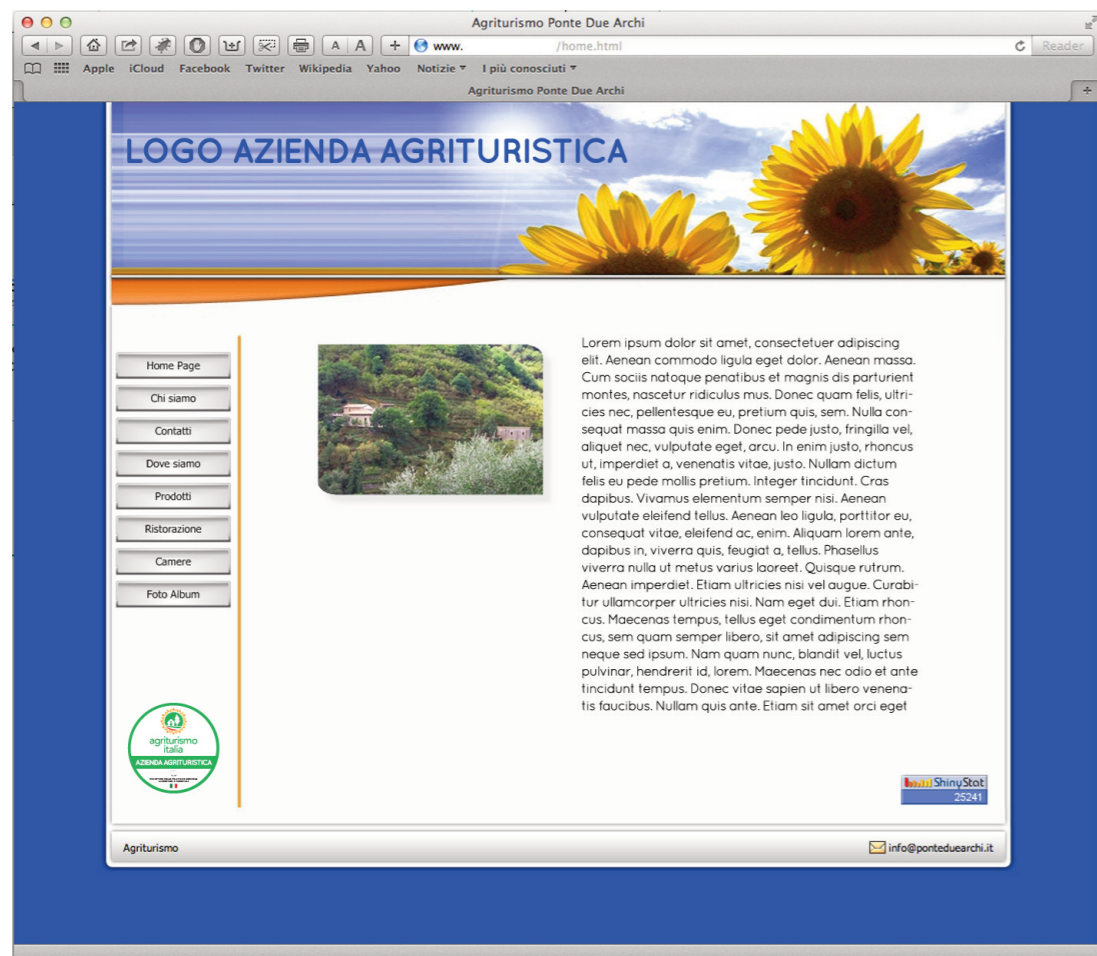 Agriturismo Ponte Due Archi
A A + www. /home.html Reader
Apple iCloud Facebook Twitter Wikipedia Yahoo Notizie I più conosciuti
Agriturismo Ponte Due Archi
LOGO AZIENDA AGRITURISTICA
Home Page
Chi siamo
Contatti
Dove siamo
Prodotti
Ristorazione
Camere
Foto Album
Lorem ipsum dolor sit amet, consectetuer adipiscing
elit. Aenean commodo ligula eget dolor. Aenean massa.
Cum sociis natoque penatibus et magnis dis parturient
montes, nascetur ridiculus mus. Donec quam felis, ultri-
cies nec, pellentesque eu, pretium quis, sem. Nulla con-
sequat massa quis enim. Donec pede justo, fringilla vel,
aliquet nec, vulputate eget, arcu. In enim justo, rhoncus
ut, imperdiet a, venenatis vitae, justo. Nullam dictum
felis eu pede mollis pretium. Integer tincidunt. Cras
dapibus. Vivamus elementum semper nisi. Aenean
vulputate eleifend tellus. Aenean leo ligula, porttitor eu,
consequat vitae, eleifend ac, enim. Aliquam lorem ante,
dapibus in, viverra quis, feugiat a, tellus. Phasellus
viverra nulla ut metus varius laoreet. Quisque rutrum.
Aenean imperdiet. Etiam ultricies nisi vel augue. Curabi-
tur ullamcorper ultricies nisi. Nam eget dui. Etiam rhon-
cus. Maecenas tempus, tellus eget condimentum rhon-
cus, sem quam semper libero, sit amet adipiscing sem
neque sed ipsum. Nam quam nunc, blandit vel, luctus
pulvinar, hendrerit id, lorem. Maecenas nec odio et ante
tincidunt tempus. Donec vitae sapien ut libero venena-
tis faucibus. Nullam quis ante. Etiam sit amet orci eget
agriturismo
italia
AZIENDA AGRITURISTICA
ShinyStat
25241
Agriturismo
info@ponteduearchi.it